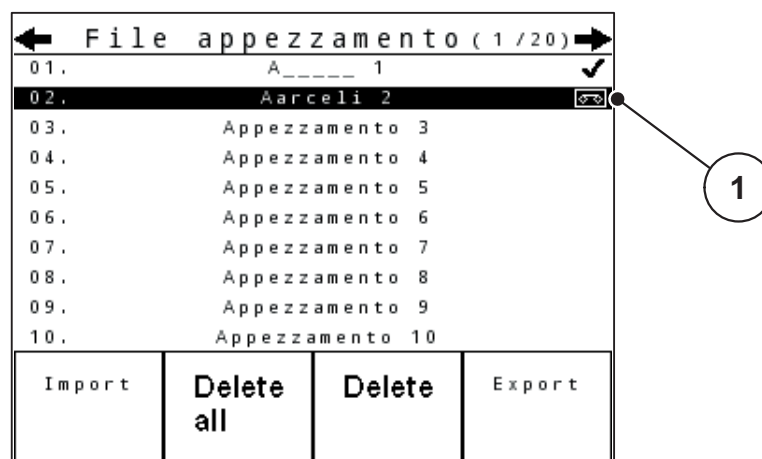 File appezzamento (1/20)
01. A_____ 1
02. Aarceli 2
03. Appezzamento 3
04. Appezzamento 4
05. Appezzamento 5
06. Appezzamento 6
07. Appezzamento 7
08. Appezzamento 8
09. Appezzamento 9
10. Appezzamento 10
Import
Delete
all
Delete
Export
1